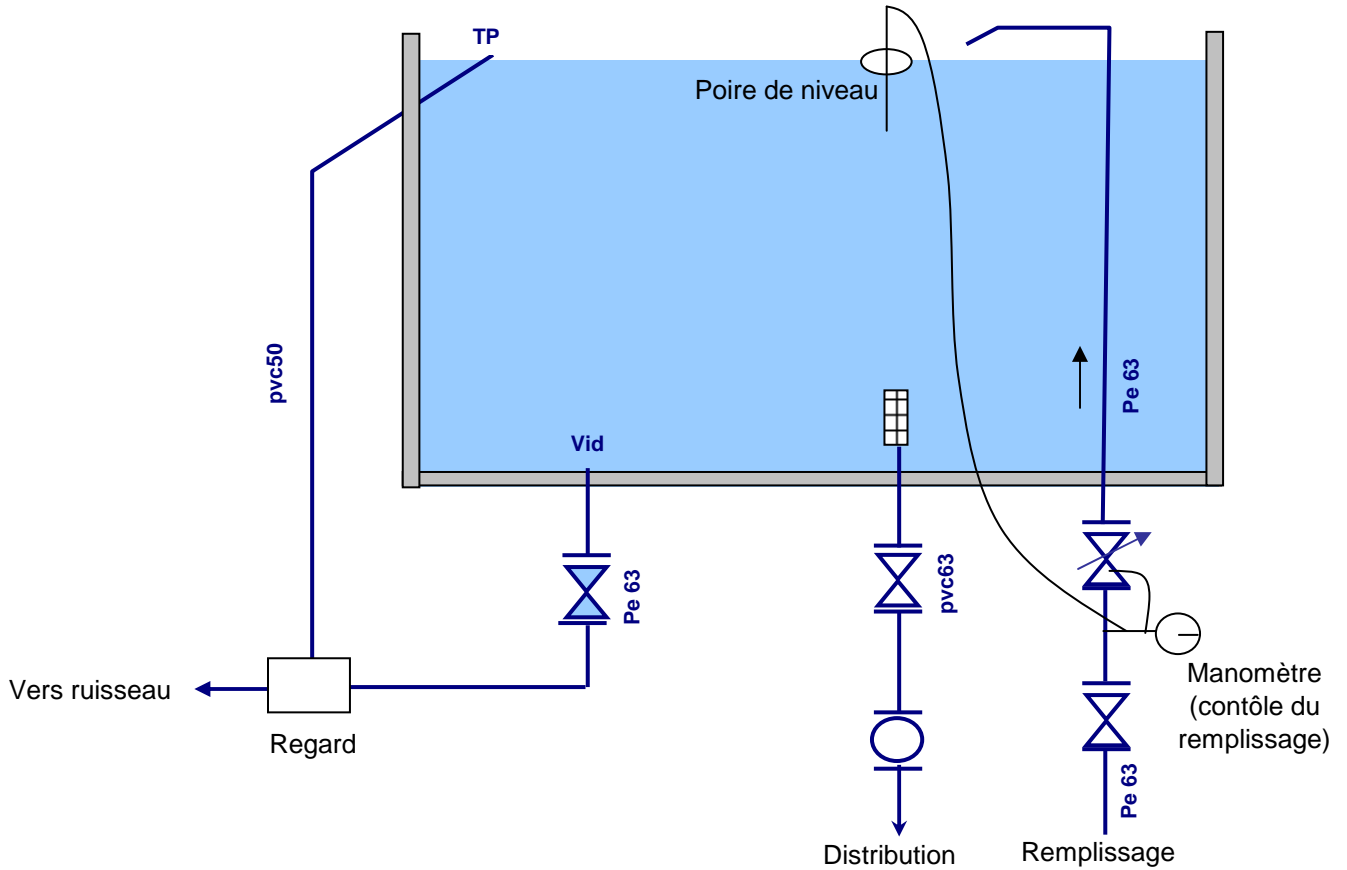 TP
Poire de niveau
pvc50
Pe 63
Vid
Pe 63
pvc63
Vers ruisseau
Regard
Manomètre
(contôle du
remplissage)
Pe 63
Distribution
Remplissage